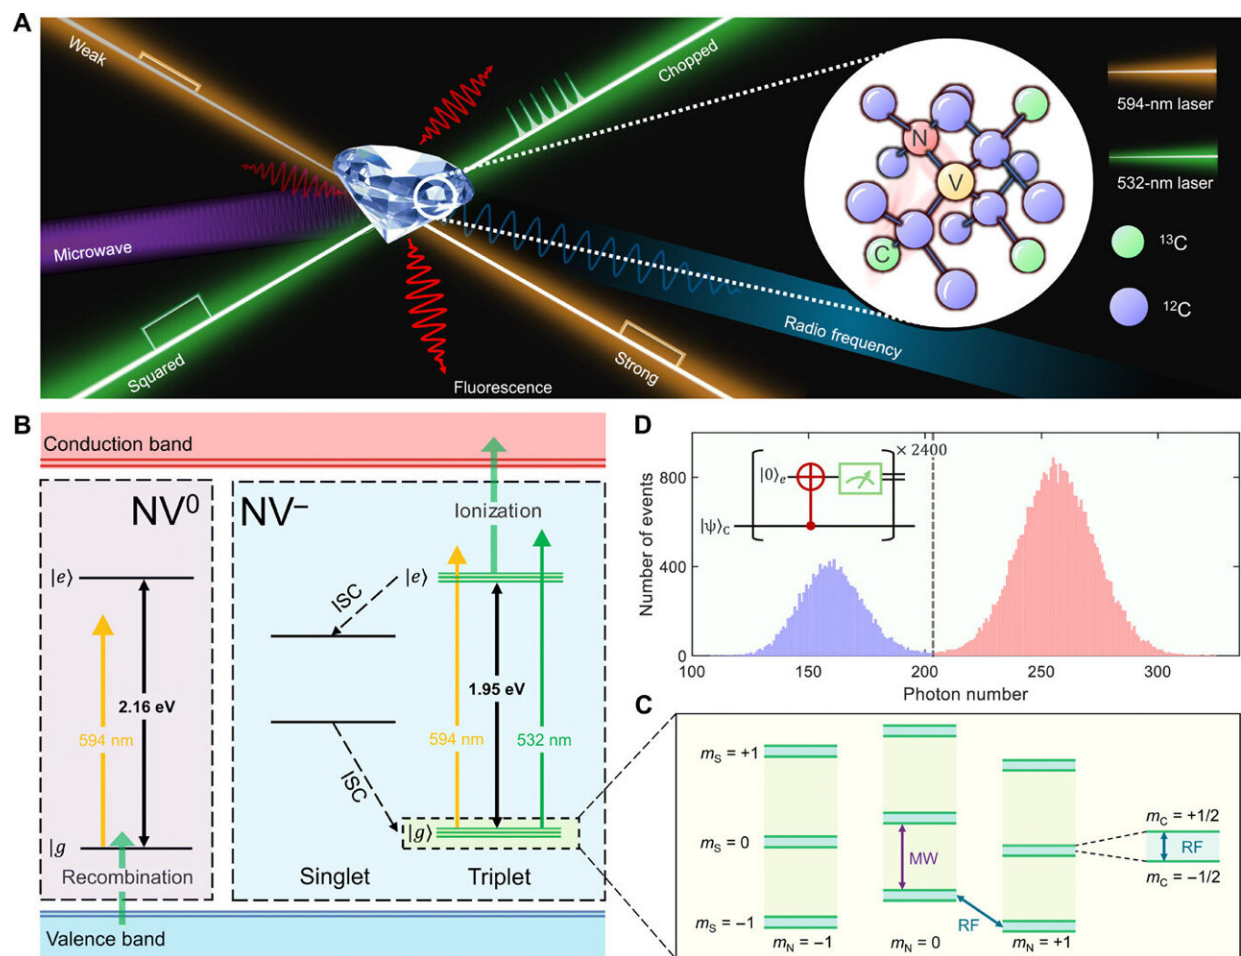 A
Weak
Chopped
594-nm laser
532-nm laser
N
V
C
Microwave
13C
12C
Squared
Fluorescence
Strong
Radio frequency
B
Conduction band
NV0
NV–
Ionization
|e⟩
|e⟩
ISC
2.16 eV
1.95 eV
594 nm
594 nm
532 nm
ISC
|g
|g⟩
Recombination
Singlet
Triplet
Valence band
D
Number of events
800
400
0
|0⟩e
× 2400
|ψ⟩C
100
150
200
250
300
Photon number
C
mS = +1
mS = 0
mS = −1
MW
RF
mC = +1/2
RF
mC = −1/2
mN = −1
mN = 0
mN = +1